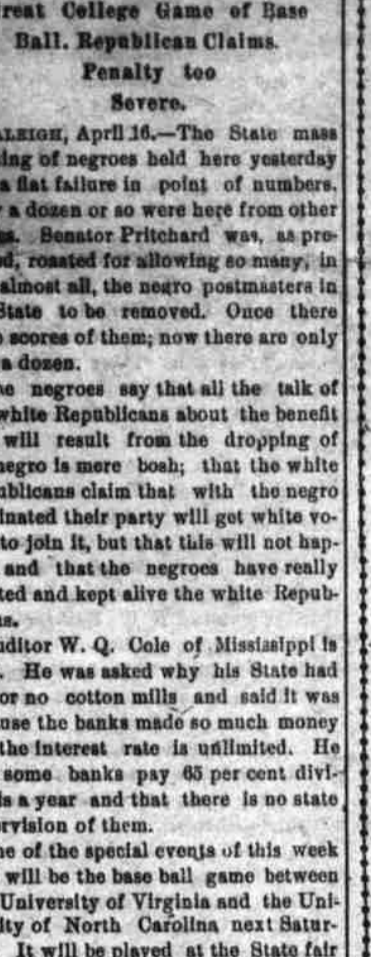 reat College Game of Base
Ball. Republican Claims.
Penalty too
Severe.
ALEIGH, April 16.—The State mass
ing of negroes held here yesterday
a flat failure in point of numbers.
a dozen or so were here from other
Senator Pritchard was, as pre-
ed, roasted for allowing so many, in
almost all, the negro postmasters in
State to be removed. Once there
scores of them; now there are only
a dozen.
he negroes say that all the talk of
white Republicans about the benefit
will result from the dropping of
negro is mere bosh; that the white
ublicans claim that with the negro
inated their party will get white vo-
to join it, but that this will not hap-
and that the negroes have really
ted and kept alive the white Repub-
ns.
uditor W. Q. Cole of Mississippi is
He was asked why his State had
or no cotton mills and said it was
use the banks made so much money
the interest rate is unlimited. He
some banks pay 65 per cent divi-
s a year and that there is no state
rvision of them.
ne of the special events of this week
will be the base ball game between
University of Virginia and the Uni-
ity of North Carolina next Satur-
It will be played at the State fair